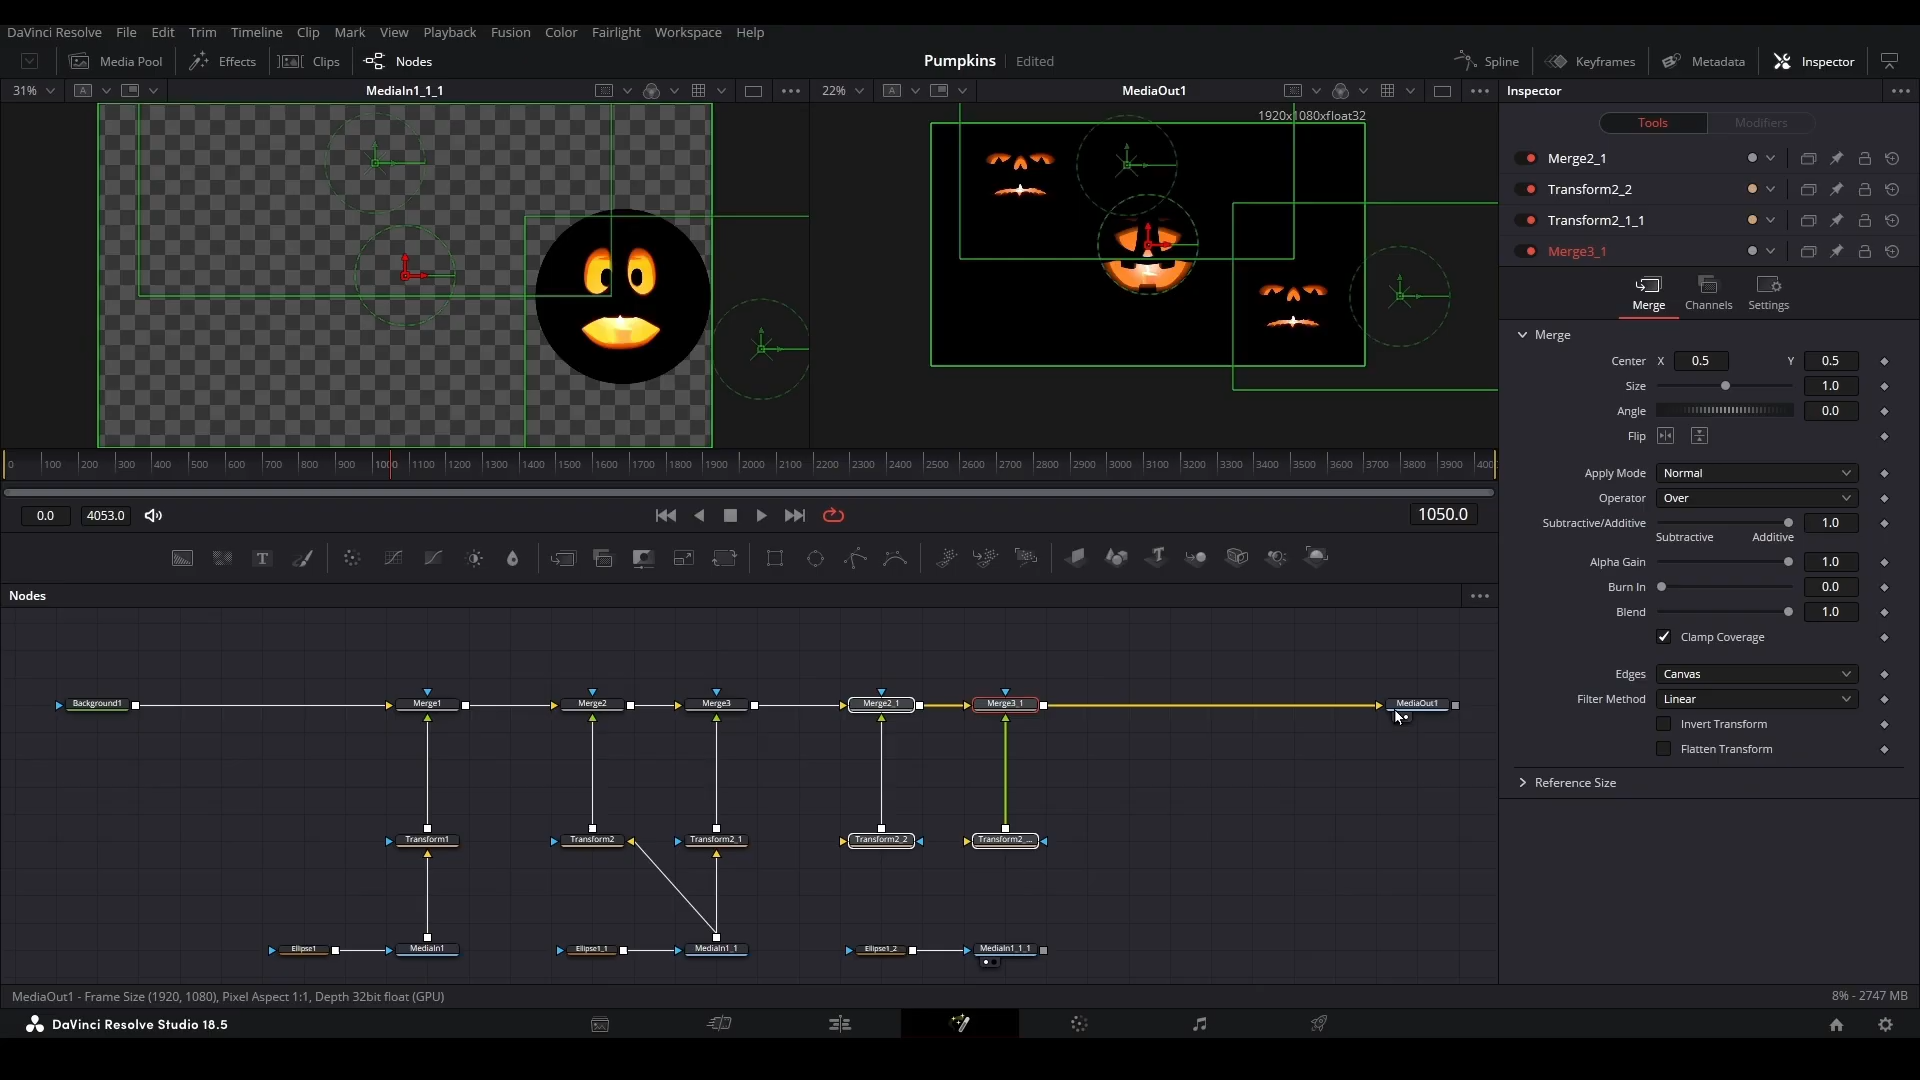 DaVinci Resolve File Edit Trim Timeline Clip Mark View Playback Fusion Color Fairlight Workspace Help
Media Pool Effects Clips Nodes Pumpkins Edited Spline Keyframes Metadata Inspector
31% A MediaIn1_1_1 22% A MediaOut1 Inspector
1920x1080xfloat32
Tools Modifiers
Merge2_1
Transform2_2
Transform2_1_1
Merge3_1
Merge Channels Settings
Merge
Center X 0.5 Y 0.5
Size 1.0
Angle 0.0
Flip
Apply Mode Normal
Operator Over
Subtractive/Additive 1.0
Subtractive Additive
Alpha Gain 1.0
Burn In 0.0
Blend 1.0
Clamp Coverage
Edges Canvas
Filter Method Linear
Invert Transform
Flatten Transform
Reference Size
0 100 200 300 400 500 600 700 800 900 1000 1100 1200 1300 1400 1500 1600 1700 1800 1900 2000 2100 2200 2300 2400 2500 2600 2700 2800 2900 3000 3100 3200 3300 3400 3500 3600 3700 3800 3900 400
0.0 4053.0 1050.0
T
Nodes
Background1 Merge1 Merge2 Merge3 Merge2_1 Merge3_1 MediaOut1
Transform1 Transform2 Transform2_1 Transform2_2 Transform2_...
Ellipse1 MediaIn1 Ellipse1_1 MediaIn1_1 Ellipse1_2 MediaIn1_1_1
MediaOut1 - Frame Size (1920, 1080), Pixel Aspect 1:1, Depth 32bit float (GPU) 8% - 2747 MB
DaVinci Resolve Studio 18.5